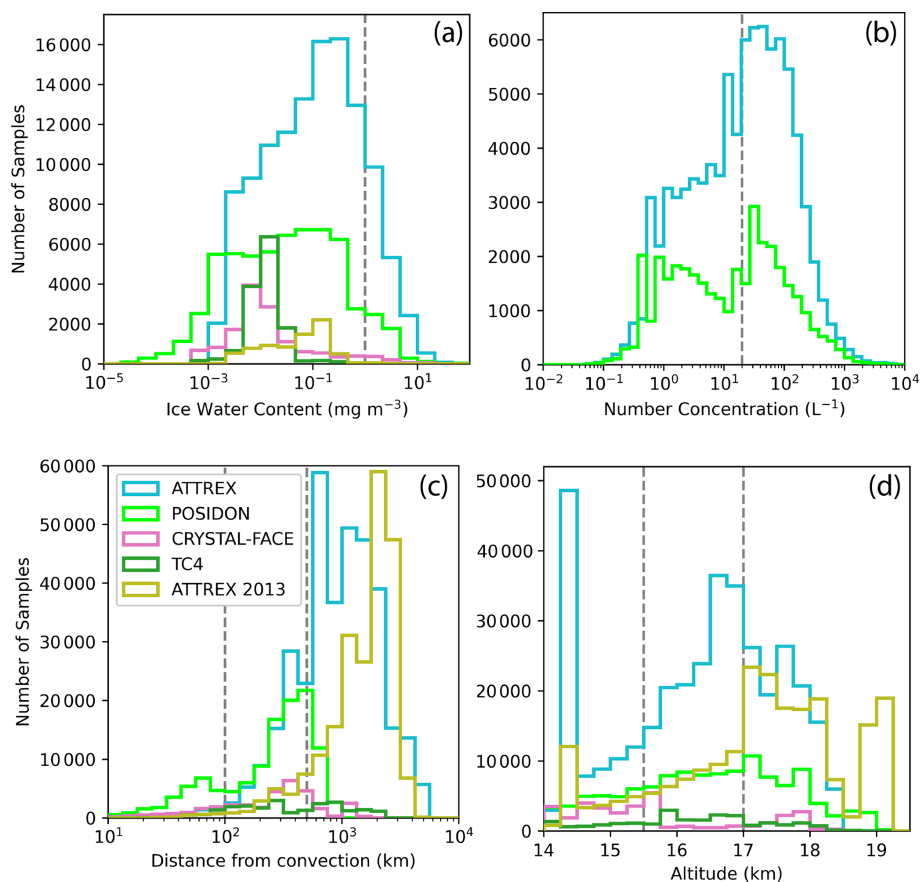 (a)
16 000
14 000
12 000
10 000
8000
6000
4000
2000
0
Number of Samples
10⁻⁵ 10⁻³ 10⁻¹ 10¹
Ice Water Content (mg m⁻³)
(b)
6000
5000
4000
3000
2000
1000
0
10⁻² 10⁻¹ 10⁰ 10¹ 10² 10³ 10⁴
Number Concentration (L⁻¹)
(c)
60 000
50 000
40 000
30 000
20 000
10 000
0
Number of Samples
ATTREX
POSIDON
CRYSTAL-FACE
TC4
ATTREX 2013
10¹ 10² 10³ 10⁴
Distance from convection (km)
(d)
50 000
40 000
30 000
20 000
10 000
0
14 15 16 17 18 19
Altitude (km)